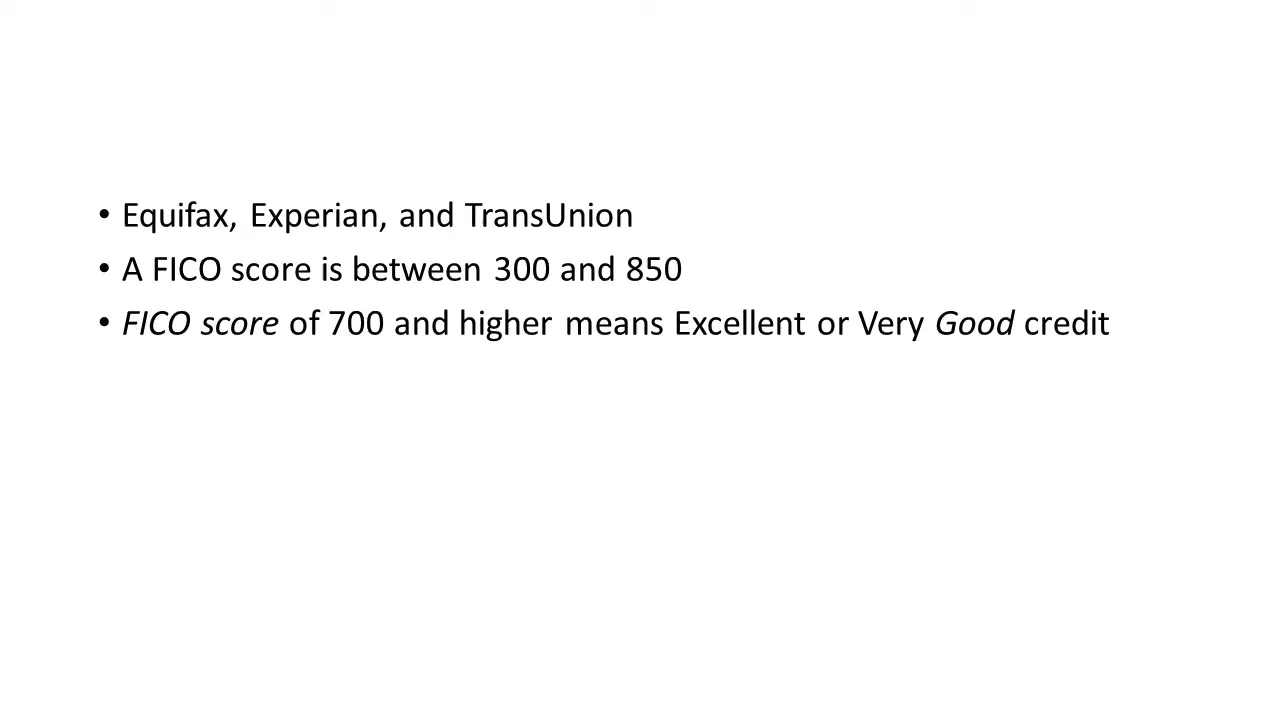 • Equifax, Experian, and TransUnion
• A FICO score is between 300 and 850
• FICO score of 700 and higher means Excellent or Very Good credit